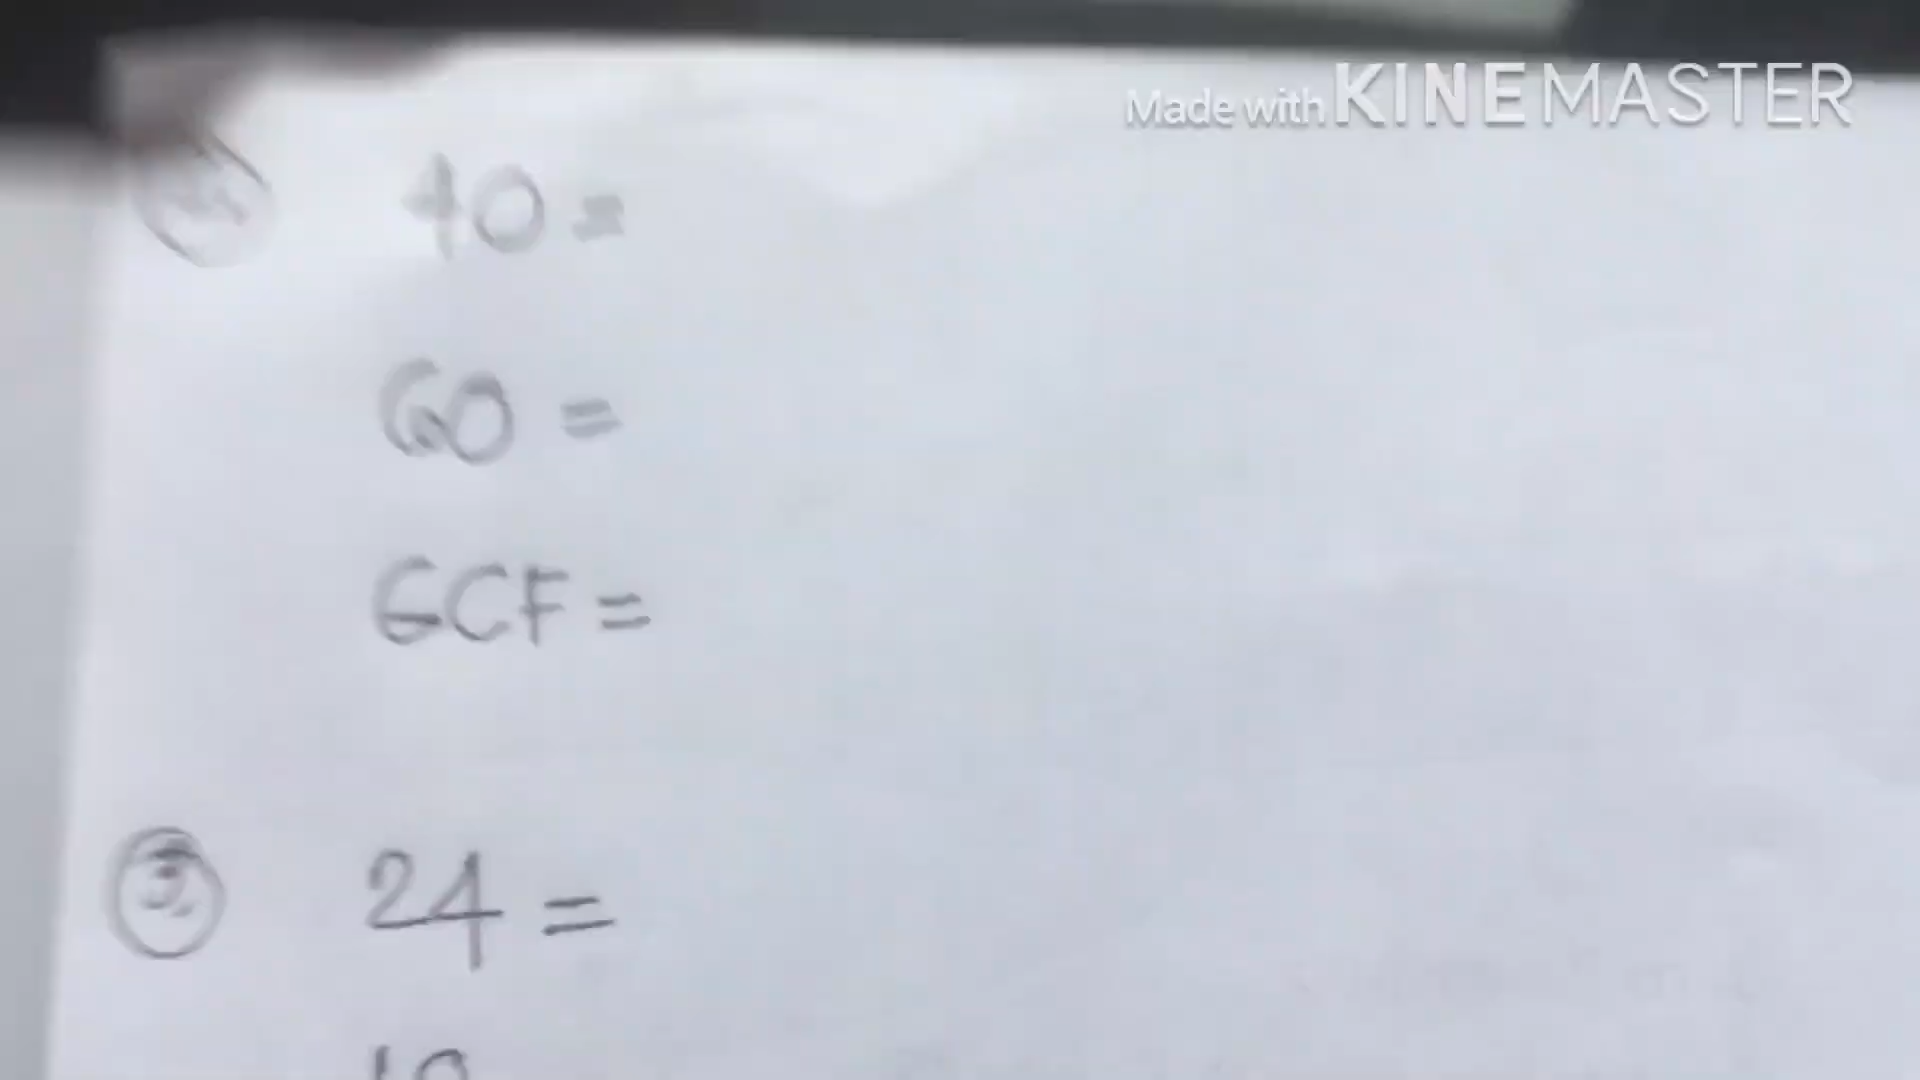 Made with KINEMASTER
40 =
60 =
GCF =
3
24 =